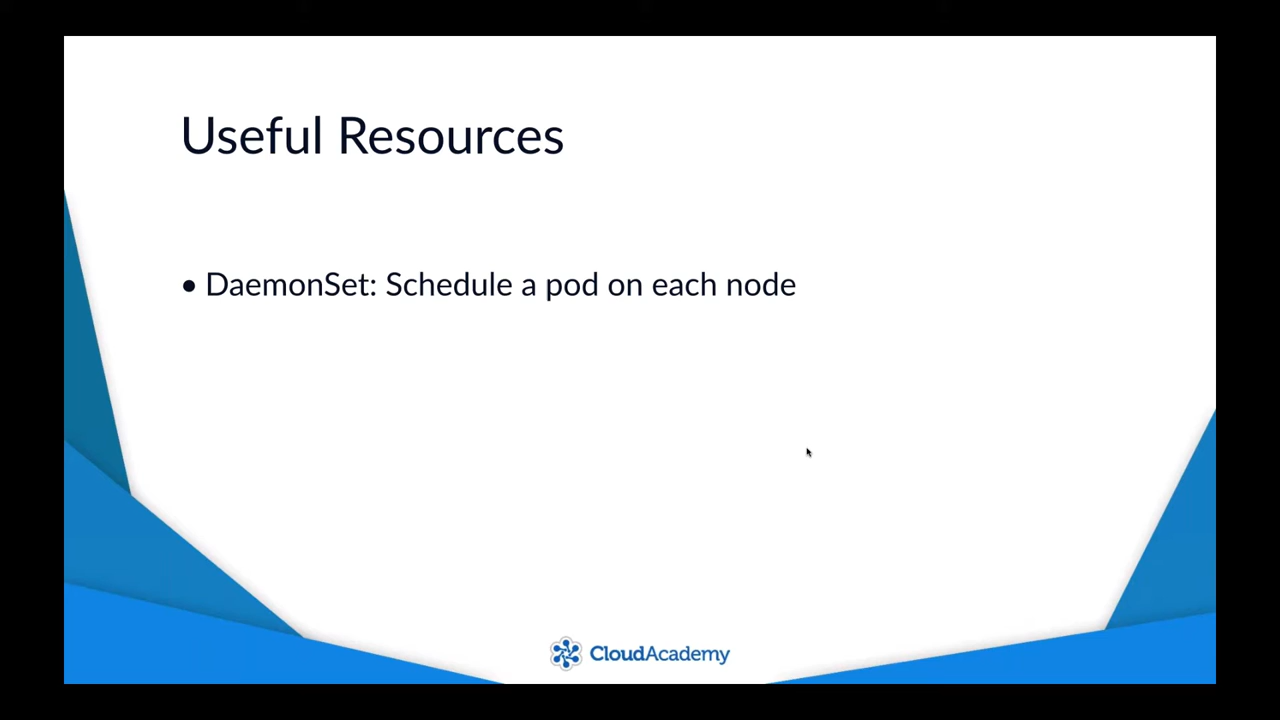 Useful Resources
• DaemonSet: Schedule a pod on each node
CloudAcademy